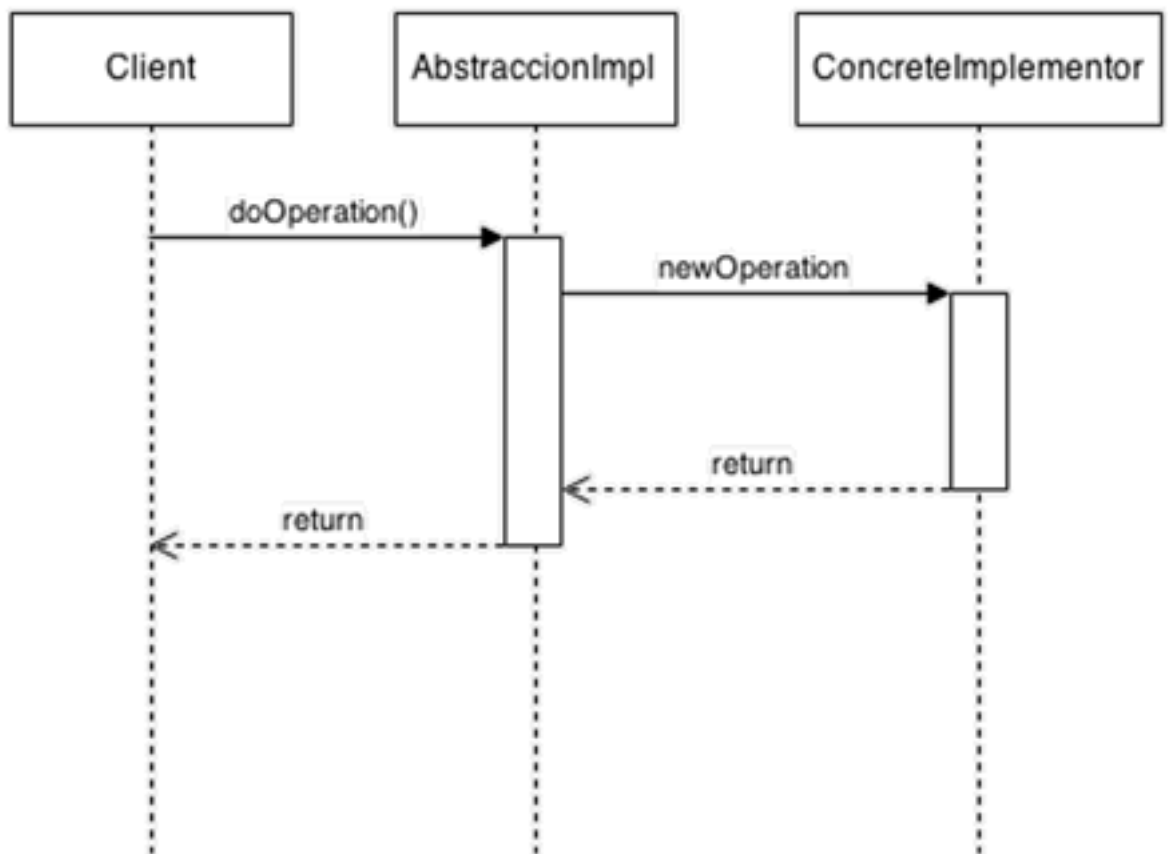 Client
AbstraccionImpl
ConcreteImplementor
doOperation()
newOperation
return
return